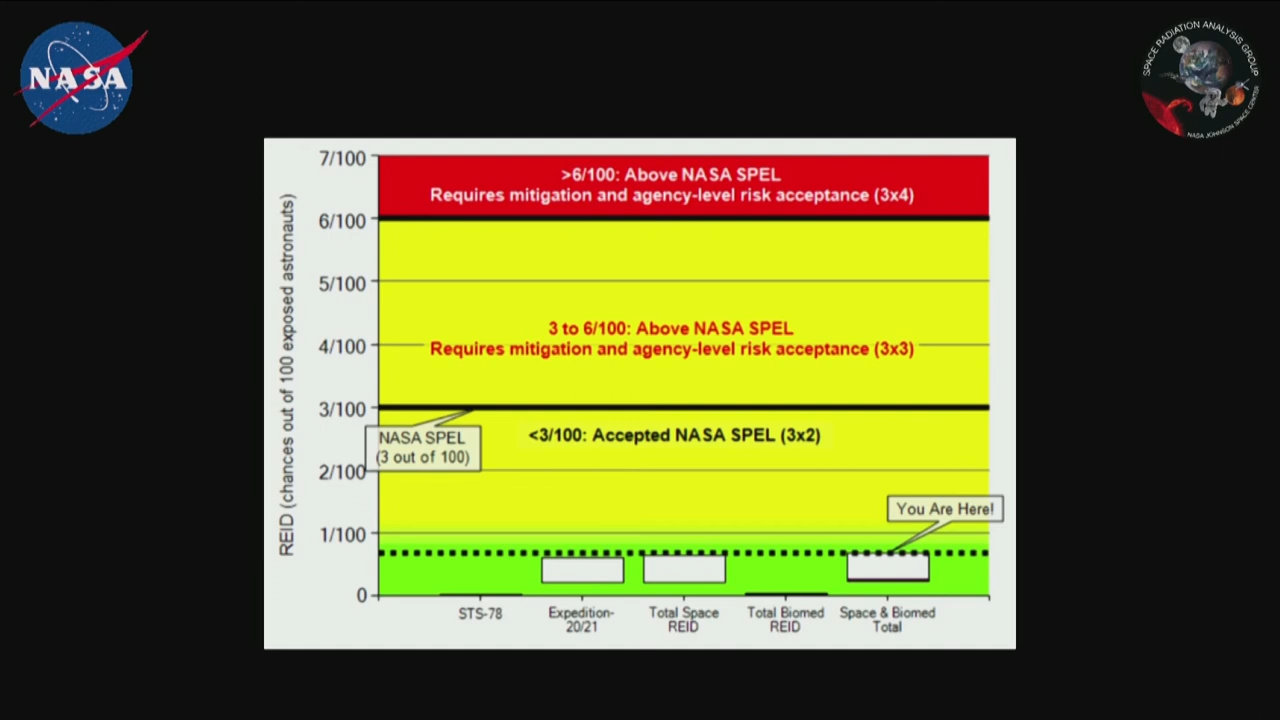 NASA
SPACE RADIATION ANALYSIS GROUP
NASA JOHNSON SPACE CENTER
REID (chances out of 100 exposed astronauts)
7/100
6/100
5/100
4/100
3/100
2/100
1/100
0
>6/100: Above NASA SPEL
Requires mitigation and agency-level risk acceptance (3x4)
3 to 6/100: Above NASA SPEL
Requires mitigation and agency-level risk acceptance (3x3)
NASA SPEL
(3 out of 100)
<3/100: Accepted NASA SPEL (3x2)
You Are Here!
STS-78
Expedition-
20/21
Total Space
REID
Total Biomed
REID
Space & Biomed
Total